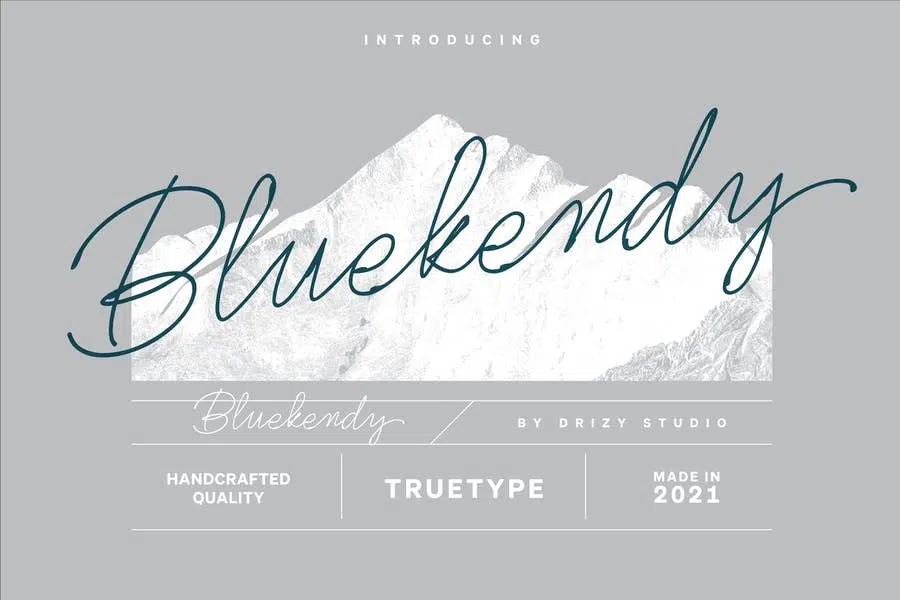 INTRODUCING
Bluekendy
Bluekendy / BY DRIZY STUDIO
HANDCRAFTED
QUALITY
TRUETYPE
MADE IN
2021